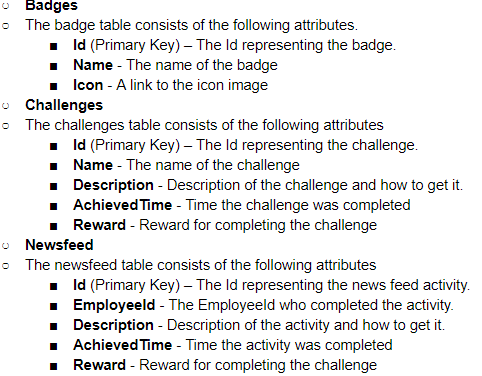 ○ Badges
○ The badge table consists of the following attributes.
■ Id (Primary Key) – The Id representing the badge.
■ Name - The name of the badge
■ Icon - A link to the icon image
○ Challenges
○ The challenges table consists of the following attributes
■ Id (Primary Key) – The Id representing the challenge.
■ Name - The name of the challenge
■ Description - Description of the challenge and how to get it.
■ AchievedTime - Time the challenge was completed
■ Reward - Reward for completing the challenge
○ Newsfeed
○ The newsfeed table consists of the following attributes
■ Id (Primary Key) – The Id representing the news feed activity.
■ EmployeeId - The EmployeeId who completed the activity.
■ Description - Description of the activity and how to get it.
■ AchievedTime - Time the activity was completed
■ Reward - Reward for completing the challenge